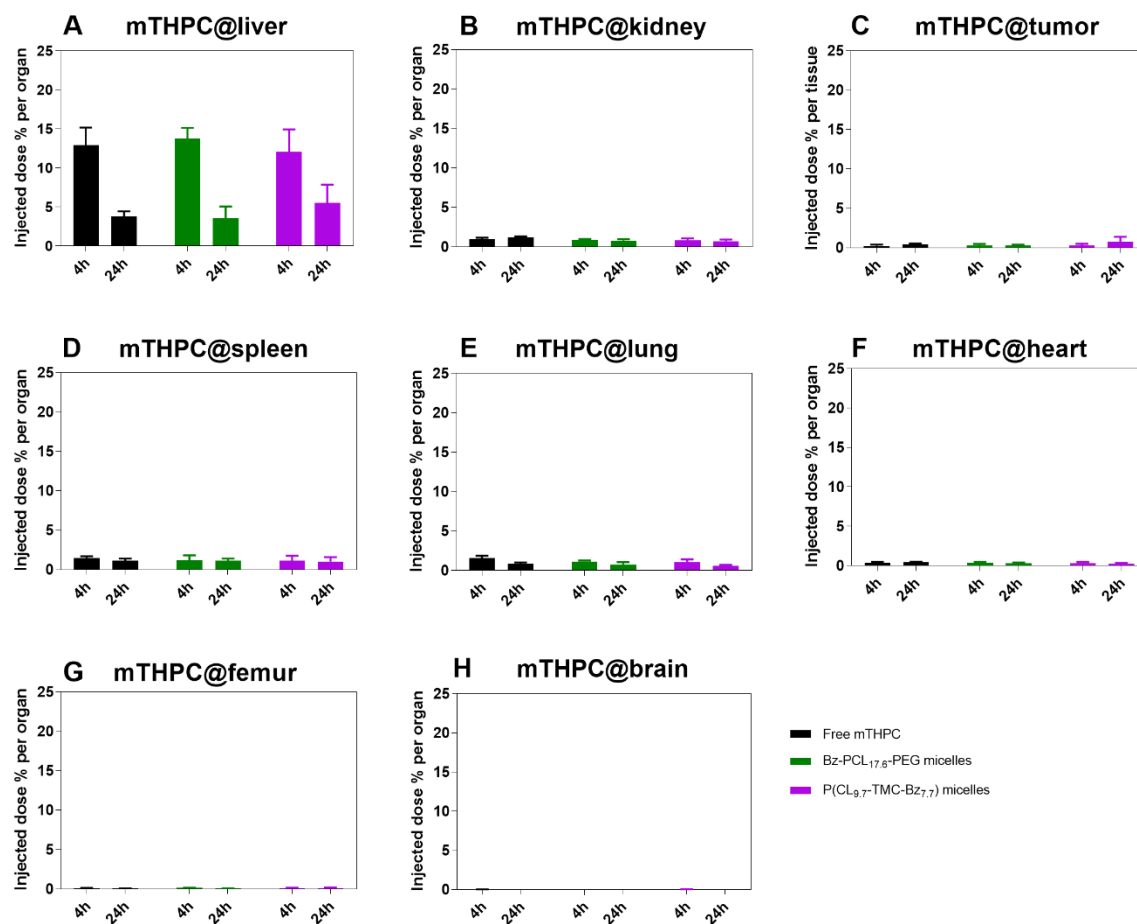 A mTHPC@liver
Injected dose % per organ
25
20
15
10
5
0
4h 24h 4h 24h 4h 24h
B mTHPC@kidney
Injected dose % per organ
25
20
15
10
5
0
4h 24h 4h 24h 4h 24h
C mTHPC@tumor
Injected dose % per tissue
25
20
15
10
5
0
4h 24h 4h 24h 4h 24h
D mTHPC@spleen
Injected dose % per organ
25
20
15
10
5
0
4h 24h 4h 24h 4h 24h
E mTHPC@lung
Injected dose % per organ
25
20
15
10
5
0
4h 24h 4h 24h 4h 24h
F mTHPC@heart
Injected dose % per organ
25
20
15
10
5
0
4h 24h 4h 24h 4h 24h
G mTHPC@femur
Injected dose % per organ
25
20
15
10
5
0
4h 24h 4h 24h 4h 24h
H mTHPC@brain
Injected dose % per organ
25
20
15
10
5
0
4h 24h 4h 24h 4h 24h
Free mTHPC
Bz-PCL17.6-PEG micelles
P(CL9.7-TMC-Bz7.7) micelles